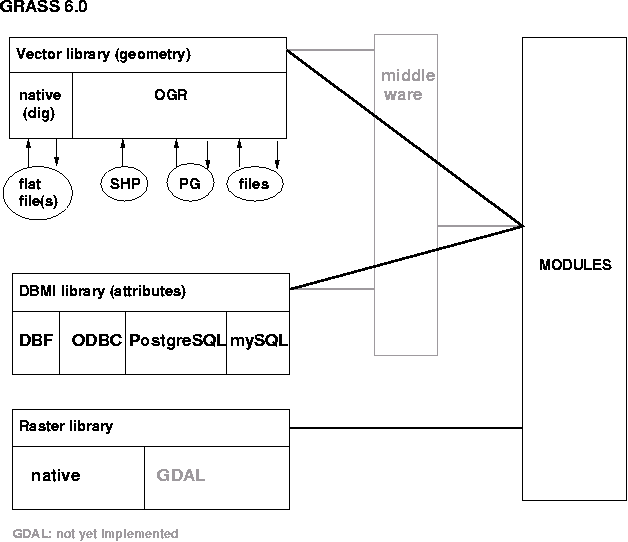 GRASS 6.0
Vector library (geometry)
native
(dig)
OGR
flat
file(s)
SHP
PG
files
middle
ware
MODULES
DBMI library (attributes)
DBF
ODBC
PostgreSQL
mySQL
Raster library
native
GDAL
GDAL: not yet implemented